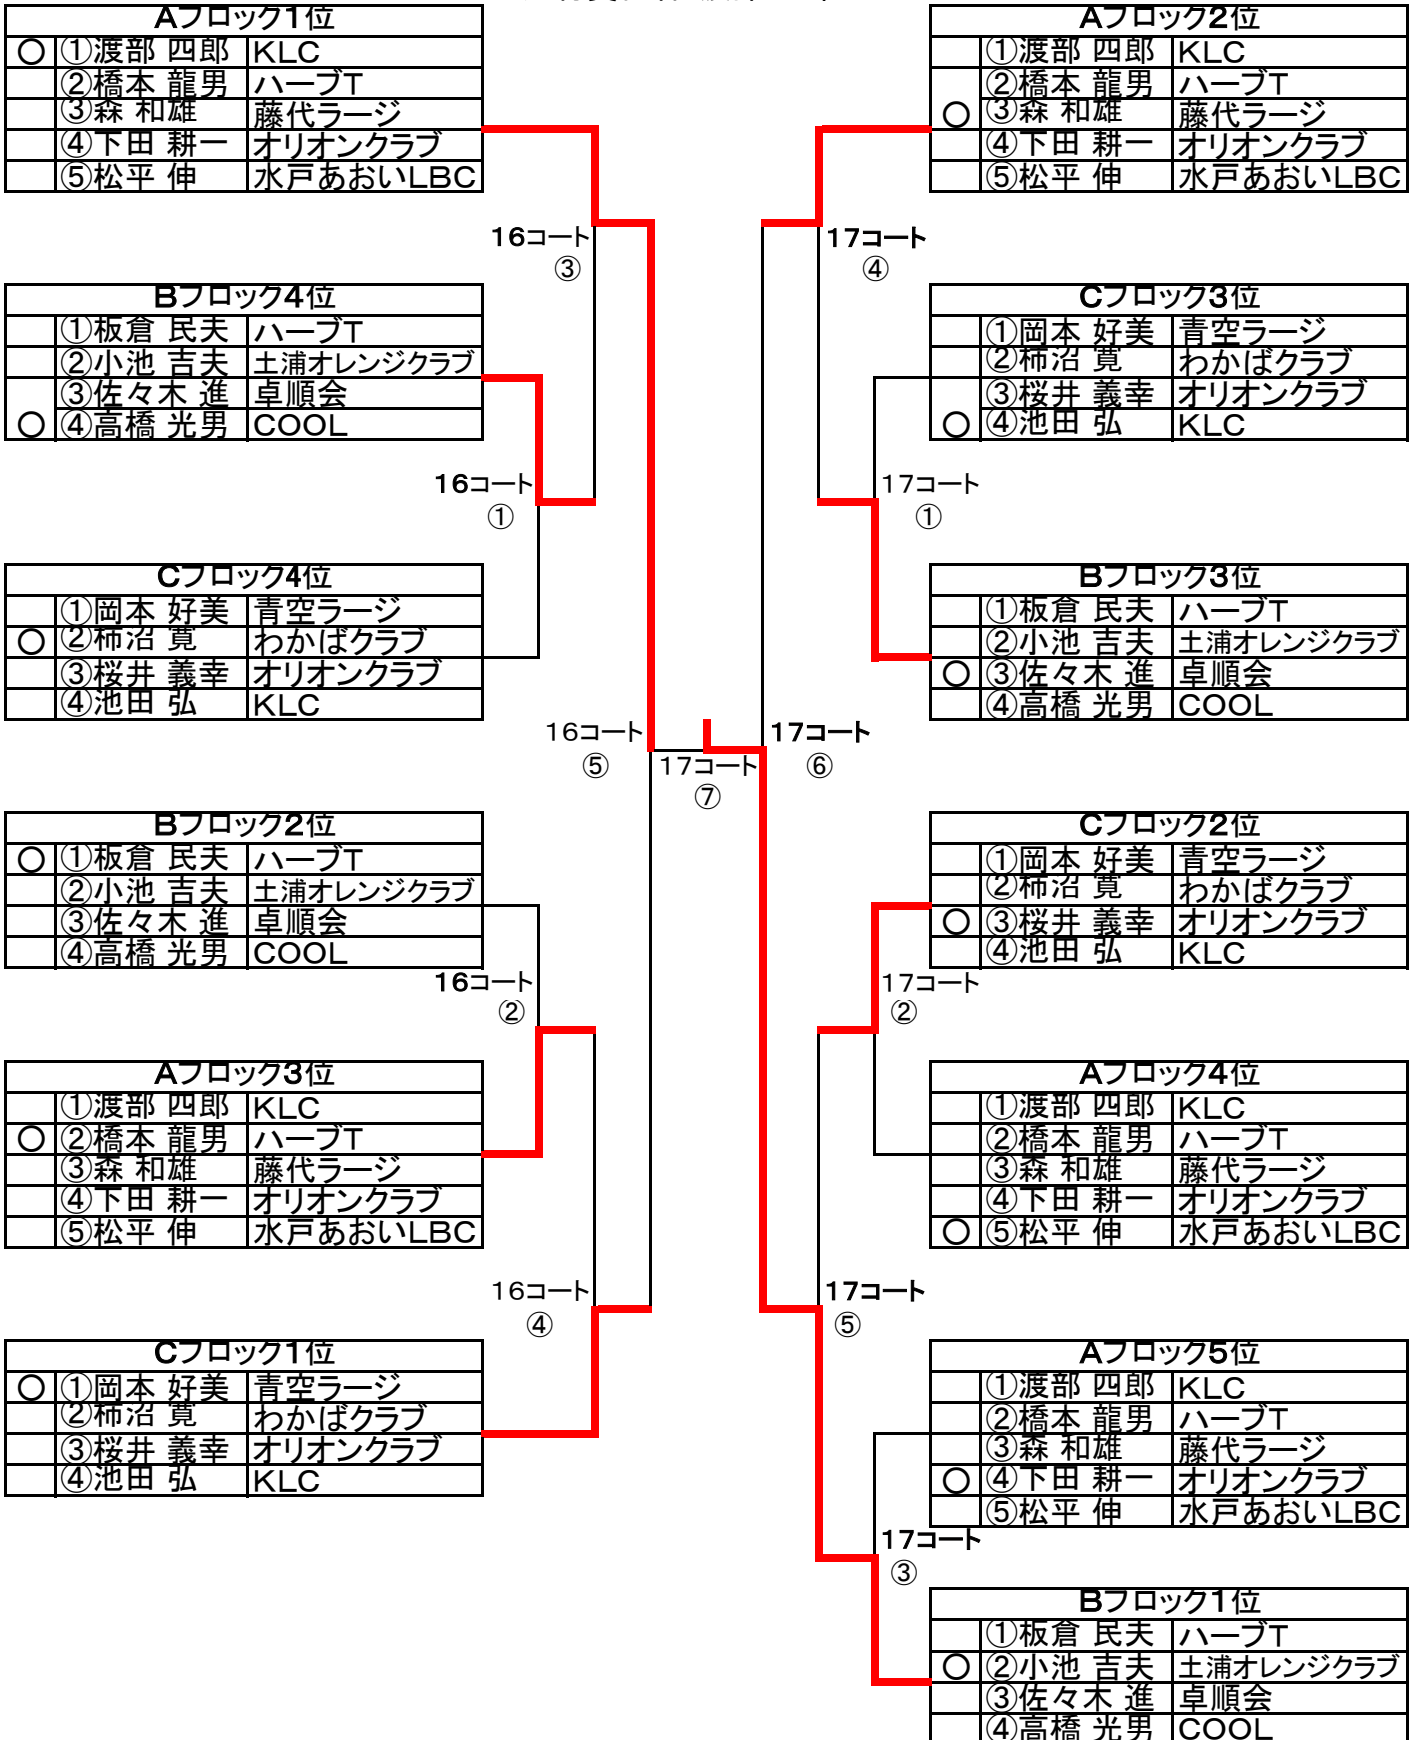 Aブロック1位
○ ①渡部 四郎 KLC
②橋本 龍男 ハーブT
③森 和雄 藤代ラージ
④下田 耕一 オリオンクラブ
⑤松平 伸 水戸あおいLBC
16コート
③
Bブロック4位
①板倉 民夫 ハーブT
②小池 吉夫 土浦オレンジクラブ
③佐々木 進 卓順会
○ ④高橋 光男 COOL
16コート
①
Cブロック4位
①岡本 好美 青空ラージ
○ ②柿沼 寛 わかばクラブ
③桜井 義幸 オリオンクラブ
④池田 弘 KLC
16コート
⑤
Bブロック2位
○ ①板倉 民夫 ハーブT
②小池 吉夫 土浦オレンジクラブ
③佐々木 進 卓順会
④高橋 光男 COOL
16コート
②
Aブロック3位
①渡部 四郎 KLC
○ ②橋本 龍男 ハーブT
③森 和雄 藤代ラージ
④下田 耕一 オリオンクラブ
⑤松平 伸 水戸あおいLBC
16コート
④
Cブロック1位
○ ①岡本 好美 青空ラージ
②柿沼 寛 わかばクラブ
③桜井 義幸 オリオンクラブ
④池田 弘 KLC
17コート
⑦
Aブロック2位
①渡部 四郎 KLC
②橋本 龍男 ハーブT
○ ③森 和雄 藤代ラージ
④下田 耕一 オリオンクラブ
⑤松平 伸 水戸あおいLBC
17コート
④
Cブロック3位
①岡本 好美 青空ラージ
②柿沼 寛 わかばクラブ
③桜井 義幸 オリオンクラブ
○ ④池田 弘 KLC
17コート
①
Bブロック3位
①板倉 民夫 ハーブT
②小池 吉夫 土浦オレンジクラブ
○ ③佐々木 進 卓順会
④高橋 光男 COOL
17コート
⑥
Cブロック2位
①岡本 好美 青空ラージ
②柿沼 寛 わかばクラブ
○ ③桜井 義幸 オリオンクラブ
④池田 弘 KLC
17コート
②
Aブロック4位
①渡部 四郎 KLC
②橋本 龍男 ハーブT
③森 和雄 藤代ラージ
④下田 耕一 オリオンクラブ
○ ⑤松平 伸 水戸あおいLBC
17コート
⑤
Aブロック5位
①渡部 四郎 KLC
②橋本 龍男 ハーブT
③森 和雄 藤代ラージ
○ ④下田 耕一 オリオンクラブ
⑤松平 伸 水戸あおいLBC
17コート
③
Bブロック1位
①板倉 民夫 ハーブT
○ ②小池 吉夫 土浦オレンジクラブ
③佐々木 進 卓順会
④高橋 光男 COOL